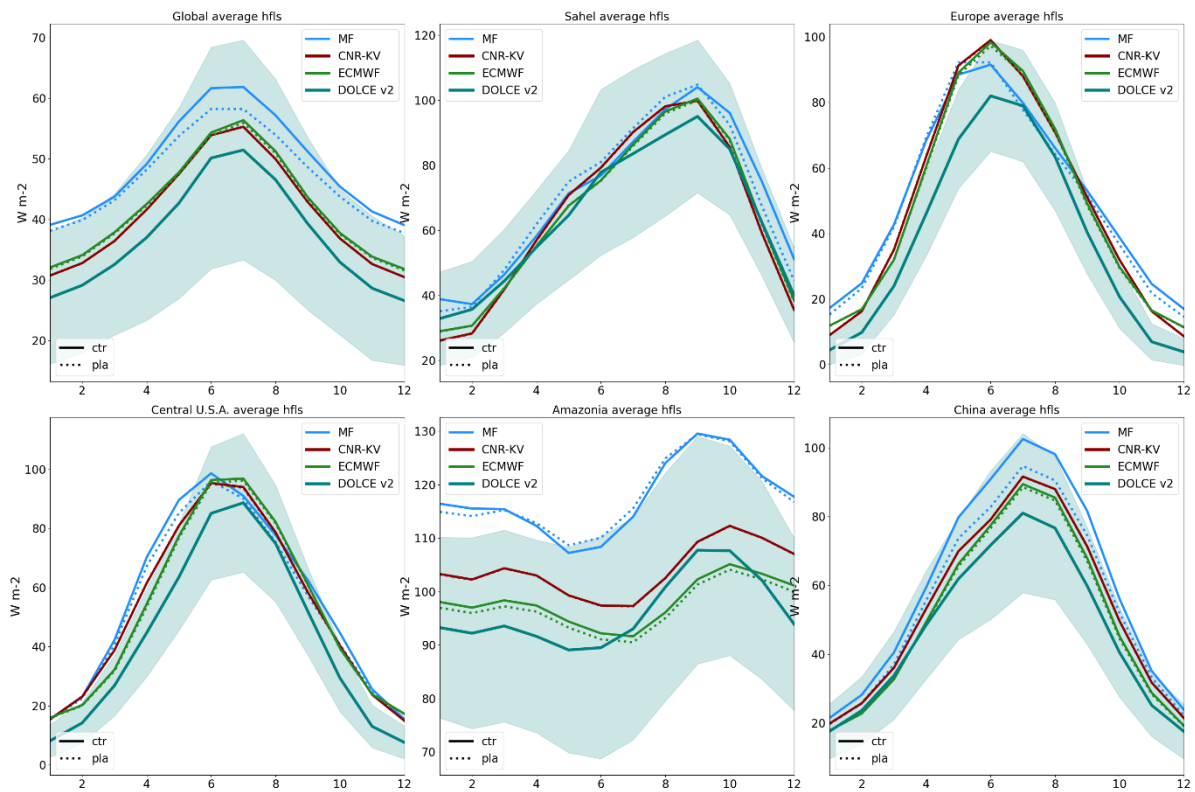 Global average hfls
70
60
50
40
30
20
W m-2
2 4 6 8 10 12
MF
CNR-KV
ECMWF
DOLCE v2
ctr
pla
Sahel average hfls
120
100
80
60
40
20
W m-2
2 4 6 8 10 12
MF
CNR-KV
ECMWF
DOLCE v2
ctr
pla
Europe average hfls
100
80
60
40
20
0
W m-2
2 4 6 8 10 12
MF
CNR-KV
ECMWF
DOLCE v2
ctr
pla
Central U.S.A. average hfls
100
80
60
40
20
0
W m-2
2 4 6 8 10 12
MF
CNR-KV
ECMWF
DOLCE v2
ctr
pla
Amazonia average hfls
130
120
110
100
90
80
70
W m-2
2 4 6 8 10 12
MF
CNR-KV
ECMWF
DOLCE v2
ctr
pla
China average hfls
100
80
60
40
20
W m-2
2 4 6 8 10 12
MF
CNR-KV
ECMWF
DOLCE v2
ctr
pla